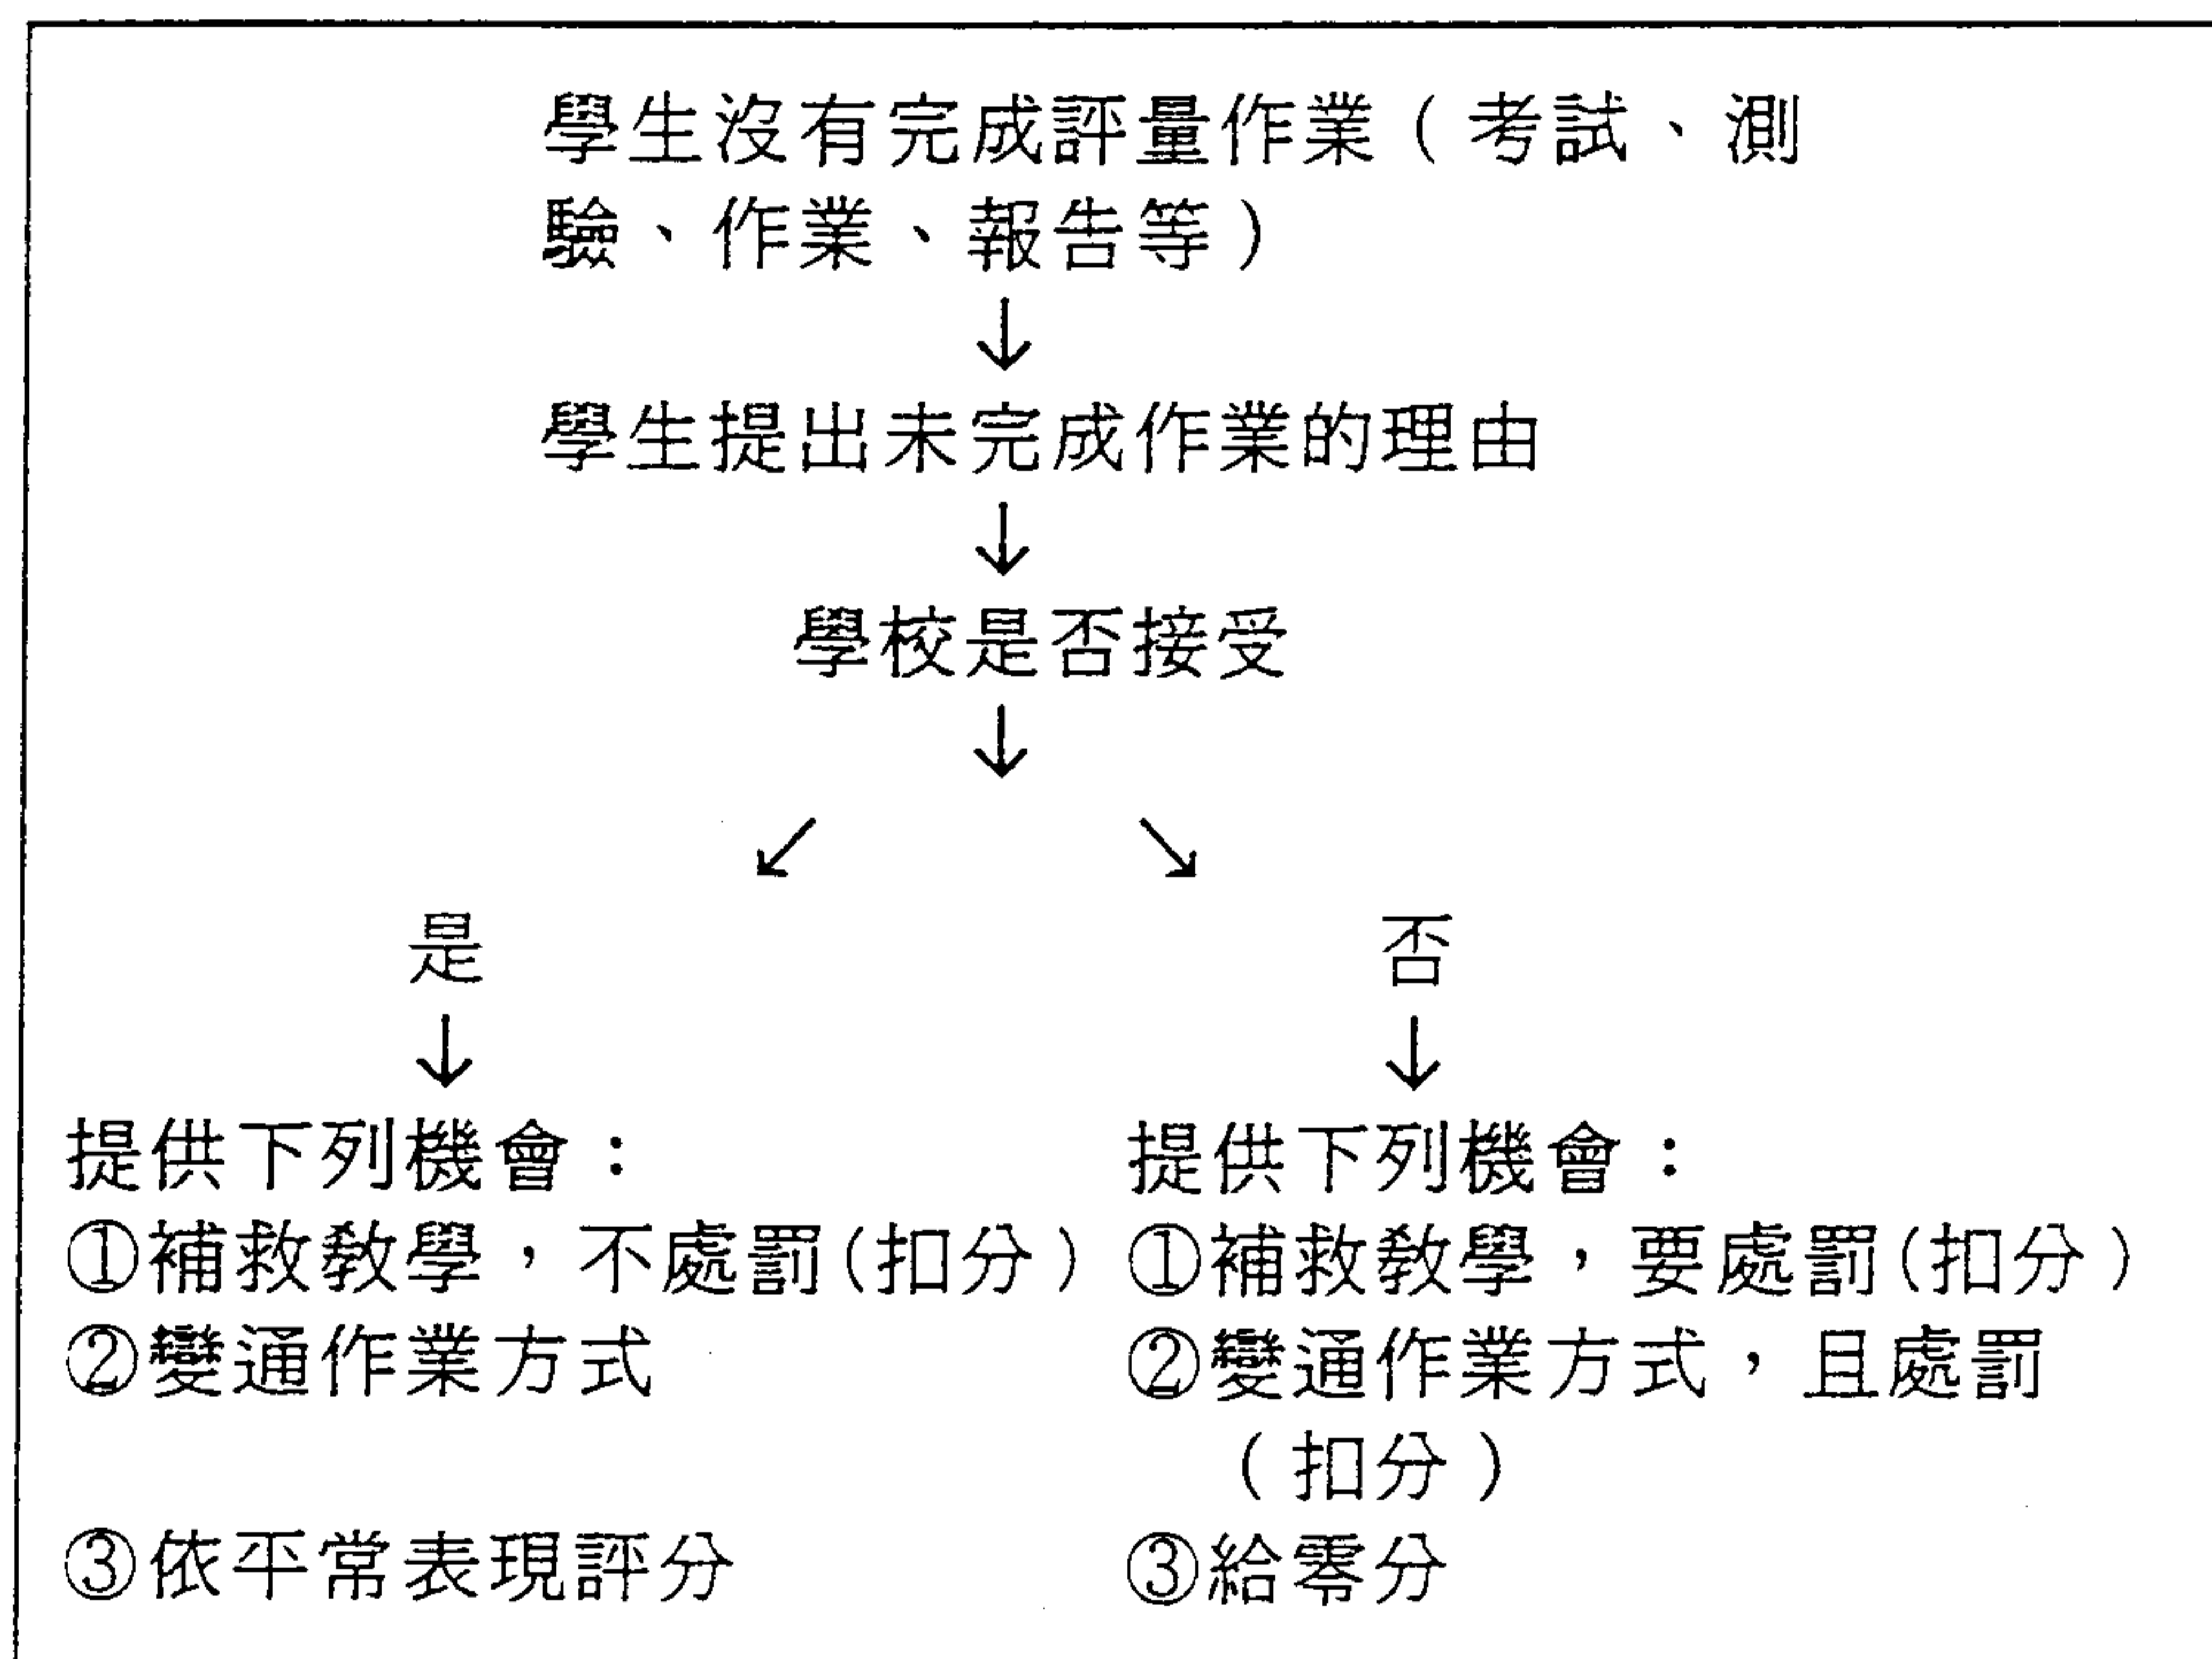 學生沒有完成評量作業（考試、測
驗、作業、報告等）
↓
學生提出未完成作業的理由
↓
學校是否接受
↓
↙ ↘
是 否
↓ ↓
提供下列機會： 提供下列機會：
①補救教學，不處罰(扣分） ①補救教學，要處罰(扣分）
②變通作業方式 ②變通作業方式，且處罰
（扣分）
③依平常表現評分 ③給零分